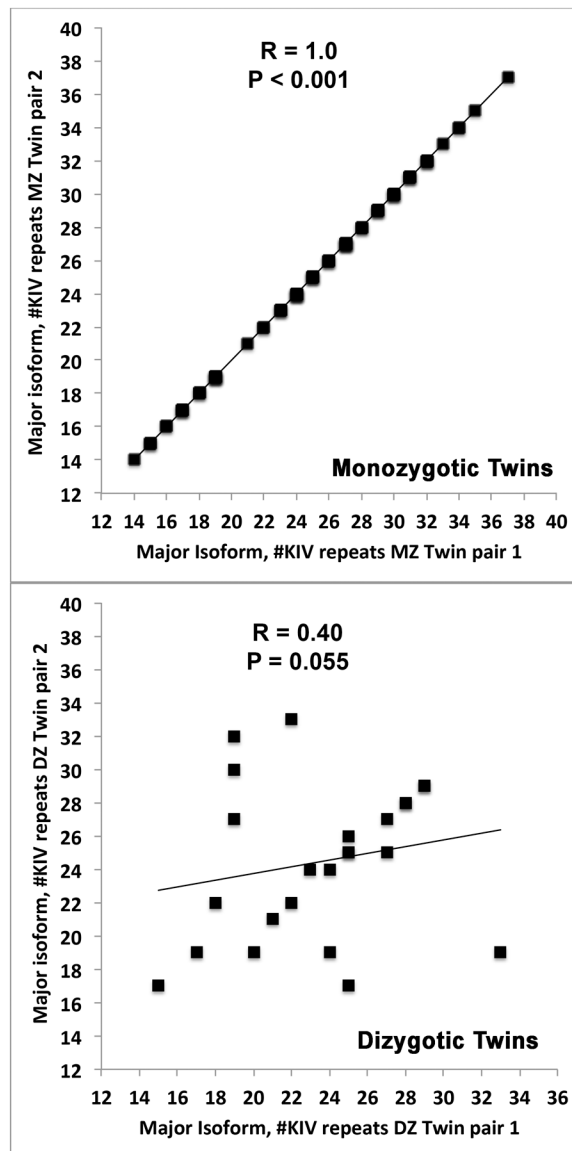 R = 1.0
P < 0.001
40
38
36
34
32
30
28
26
24
22
20
18
16
14
12
Major isoform, #KIV repeats MZ Twin pair 2
Monozygotic Twins
12 14 16 18 20 22 24 26 28 30 32 34 36 38 40
Major Isoform, #KIV repeats MZ Twin pair 1
R = 0.40
P = 0.055
40
38
36
34
32
30
28
26
24
22
20
18
16
14
12
Major isoform, #KIV repeats DZ Twin pair 2
Dizygotic Twins
12 14 16 18 20 22 24 26 28 30 32 34 36
Major Isoform, #KIV repeats DZ Twin pair 1